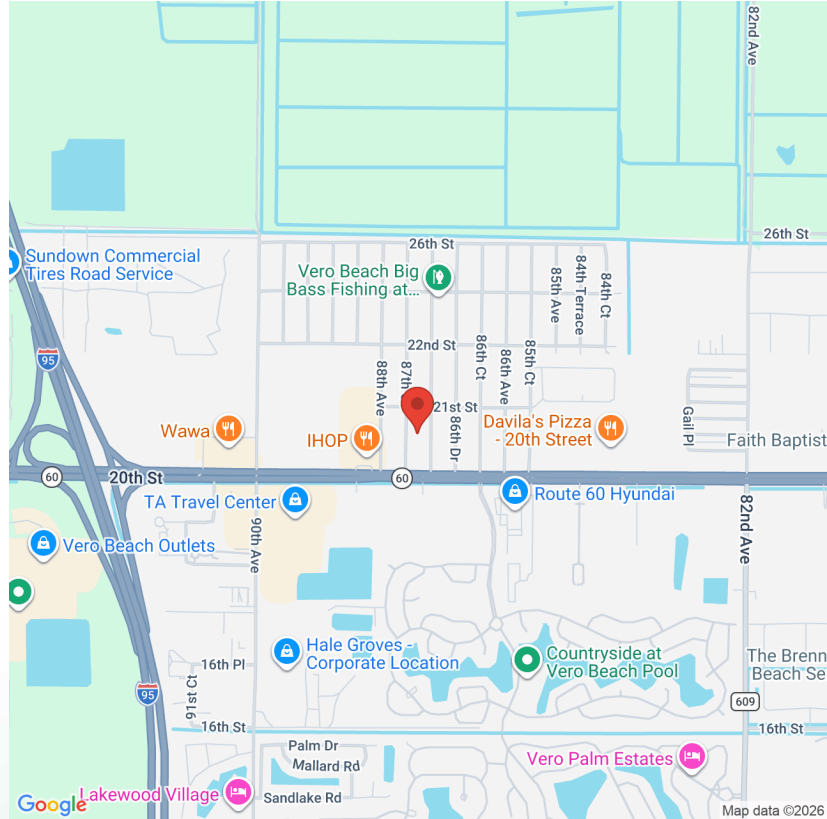 82nd Ave
26th St
26th St
Sundown Commercial
Tires Road Service
Vero Beach Big
Bass Fishing at...
85th Ave
84th Terrace
84th Ct
22nd St
95
88th Ave
87th
86th Ct
86th Ave
85th Ct
21st St
86th Dr
Wawa
IHOP
Davila's Pizza
- 20th Street
Gail Pl
Faith Baptist
60
20th St
60
TA Travel Center
Route 60 Hyundai
82nd Ave
Vero Beach Outlets
90th Ave
Hale Groves -
Corporate Location
Countryside at
Vero Beach Pool
The Brenn
Beach Se
16th Pl
91st Ct
95
609
16th St
16th St
Palm Dr
Mallard Rd
Vero Palm Estates
Lakewood Village
Sandlake Rd
Google
Map data ©2026